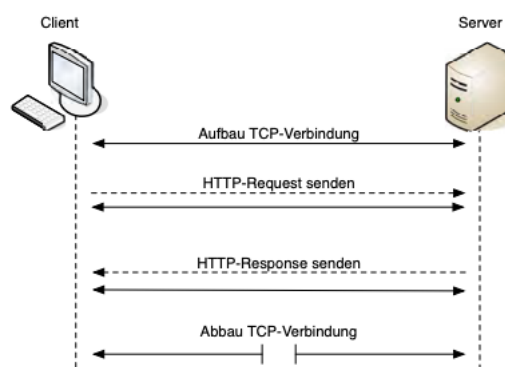 Client
Server
Aufbau TCP-Verbindung
HTTP-Request senden
HTTP-Response senden
Abbau TCP-Verbindung